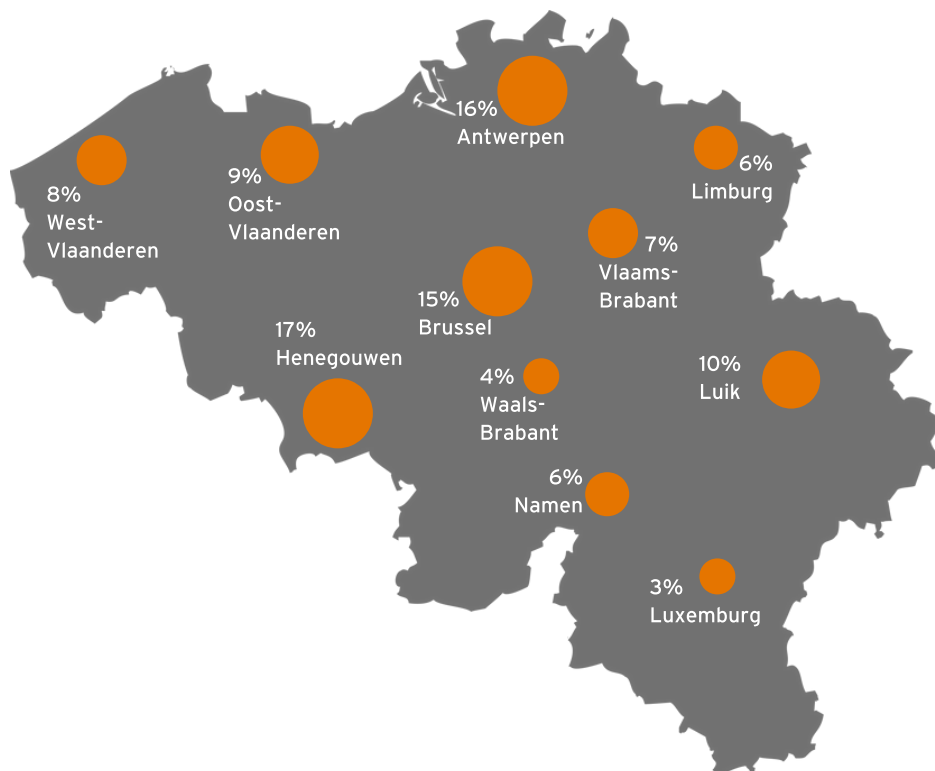 16%
Antwerpen
6%
Limburg
8%
West-
Vlaanderen
9%
Oost-
Vlaanderen
7%
Vlaams-
Brabant
15%
Brussel
17%
Henegouwen
4%
Waals-
Brabant
10%
Luik
6%
Namen
3%
Luxemburg